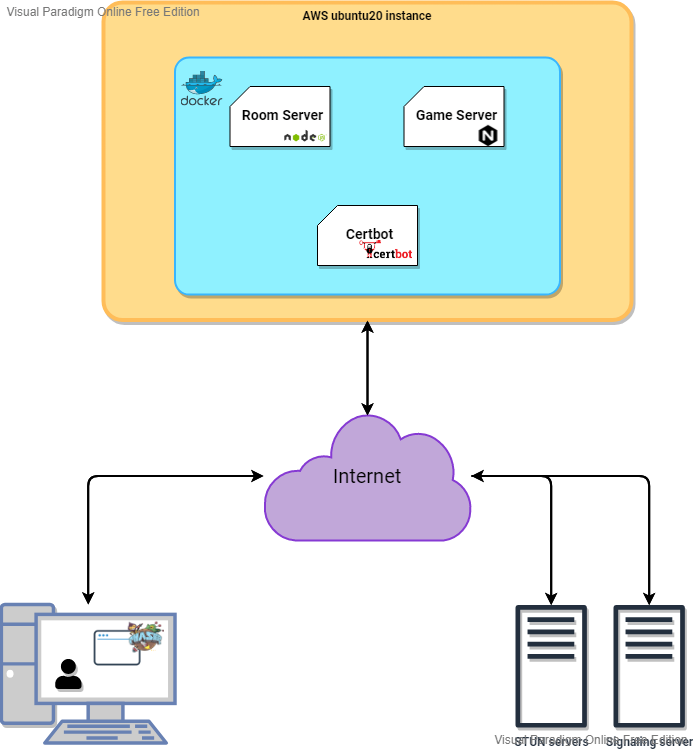 Visual Paradigm Online Free Edition
AWS ubuntu20 instance
docker
Room Server
node
Game Server
N
Certbot
certbot
Internet
STUN servers
Signaling server
Visual Paradigm Online Free Edition